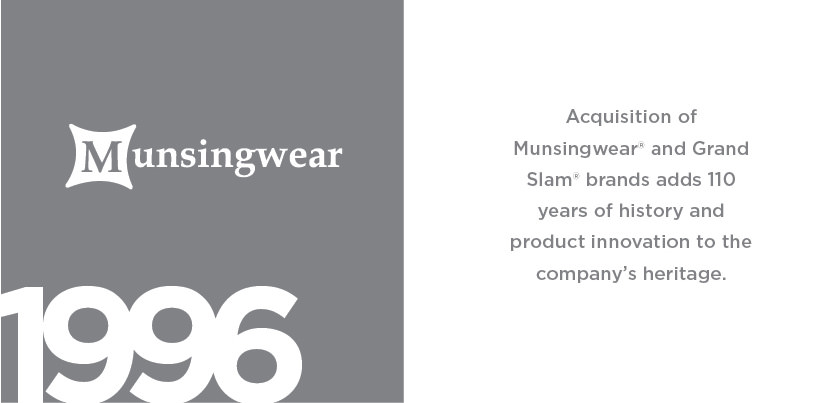 Munsingwear
1996
Acquisition of
Munsingwear® and Grand
Slam® brands adds 110
years of history and
product innovation to the
company’s heritage.